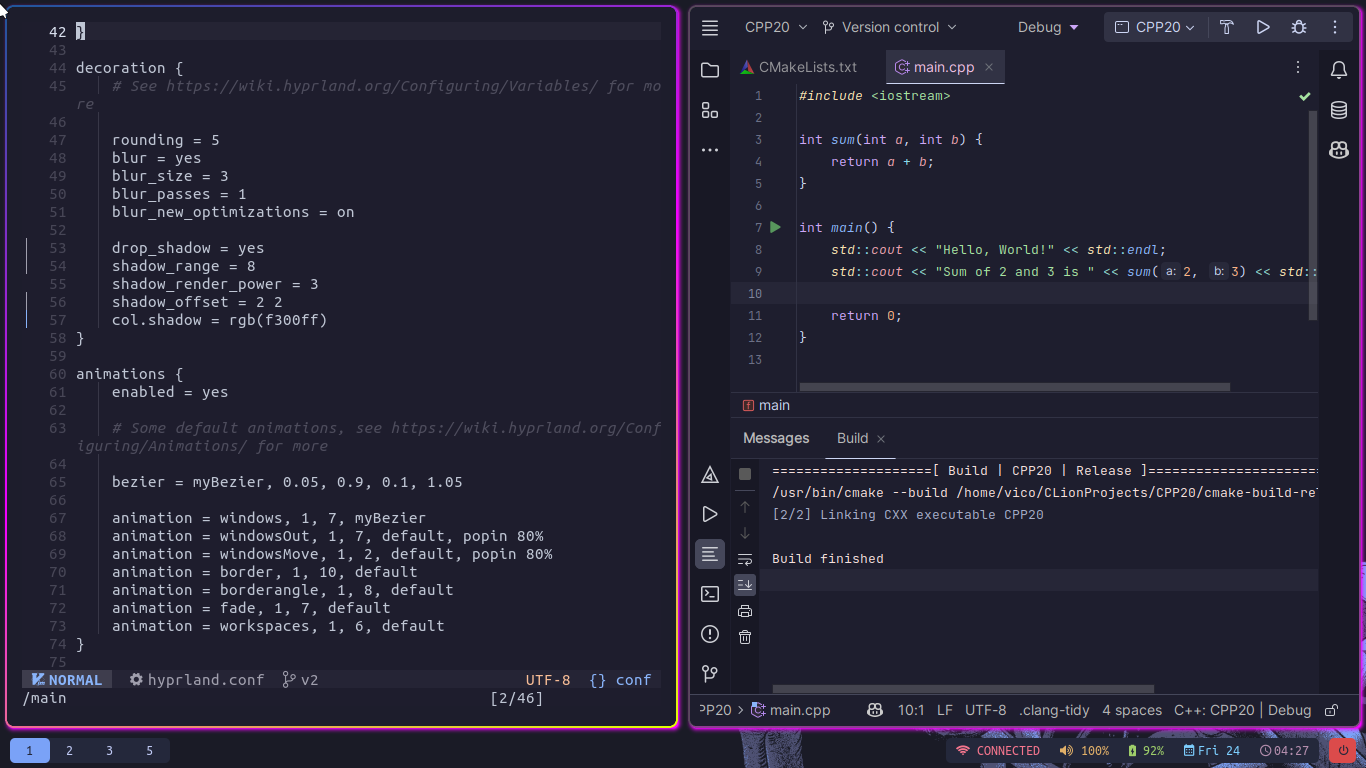 42 }
43
44 decoration {
45 # See https://wiki.hyprland.org/Configuring/Variables/ for mo
re
46
47 rounding = 5
48 blur = yes
49 blur_size = 3
50 blur_passes = 1
51 blur_new_optimizations = on
52
53 drop_shadow = yes
54 shadow_range = 8
55 shadow_render_power = 3
56 shadow_offset = 2 2
57 col.shadow = rgb(f300ff)
58 }
59
60 animations {
61 enabled = yes
62
63 # Some default animations, see https://wiki.hyprland.org/Conf
iguring/Animations/ for more
64
65 bezier = myBezier, 0.05, 0.9, 0.1, 1.05
66
67 animation = windows, 1, 7, myBezier
68 animation = windowsOut, 1, 7, default, popin 80%
69 animation = windowsMove, 1, 2, default, popin 80%
70 animation = border, 1, 10, default
71 animation = borderangle, 1, 8, default
72 animation = fade, 1, 7, default
73 animation = workspaces, 1, 6, default
74 }
75
NORMAL hyprland.conf v2 UTF-8 {} conf
/main [2/46]
CPP20 Version control Debug CPP20
CMakeLists.txt main.cpp
1 #include <iostream>
2
3 int sum(int a, int b) {
4 return a + b;
5 }
6
7 int main() {
8 std::cout << "Hello, World!" << std::endl;
9 std::cout << "Sum of 2 and 3 is " << sum( a: 2, b: 3) << std::
10
11 return 0;
12 }
13
f main
Messages Build
====================[ Build | CPP20 | Release ]======================
/usr/bin/cmake --build /home/vico/CLionProjects/CPP20/cmake-build-rel
[2/2] Linking CXX executable CPP20
Build finished
PP20 > main.cpp 10:1 LF UTF-8 .clang-tidy 4 spaces C++: CPP20 | Debug
1 2 3 5
CONNECTED 100% 92% Fri 24 04:27